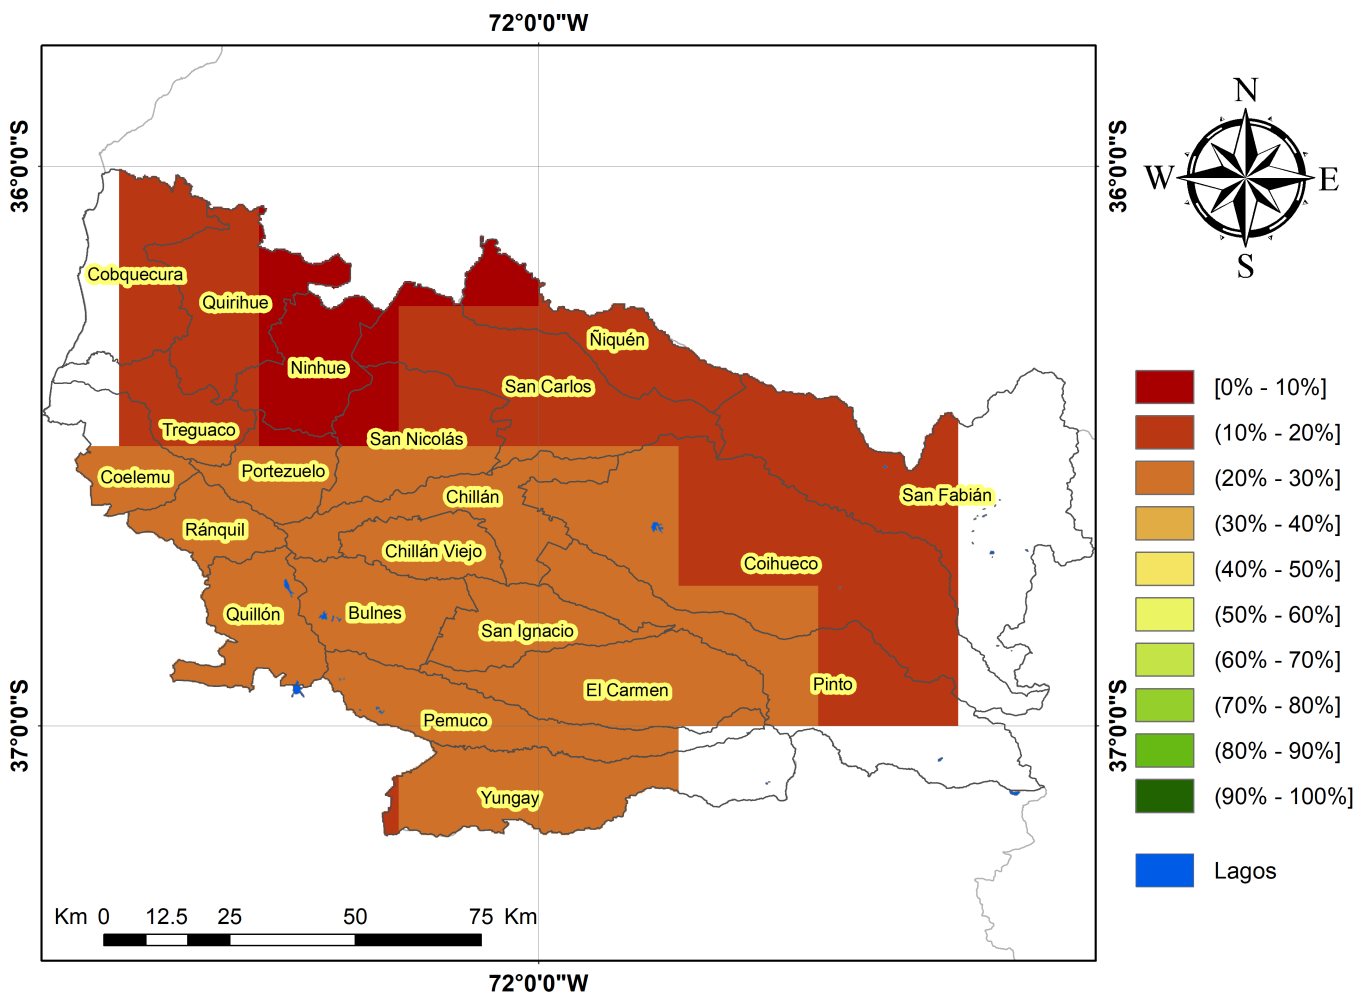 72°0'0"W
36°0'0"S
36°0'0"S
N
W
E
S
Cobquecura
Quirihue
Ñiquén
Ninhue
San Carlos
Treguaco
San Nicolás
Portezuelo
Coelemu
Chillán
San Fabián
Ránquil
Chillán Viejo
Coihueco
Quillón
Bulnes
San Ignacio
El Carmen
Pinto
Pemuco
Yungay
37°0'0"S
37°0'0"S
[0% - 10%]
(10% - 20%]
(20% - 30%]
(30% - 40%]
(40% - 50%]
(50% - 60%]
(60% - 70%]
(70% - 80%]
(80% - 90%]
(90% - 100%]
Lagos
Km 0 12.5 25 50 75 Km
72°0'0"W